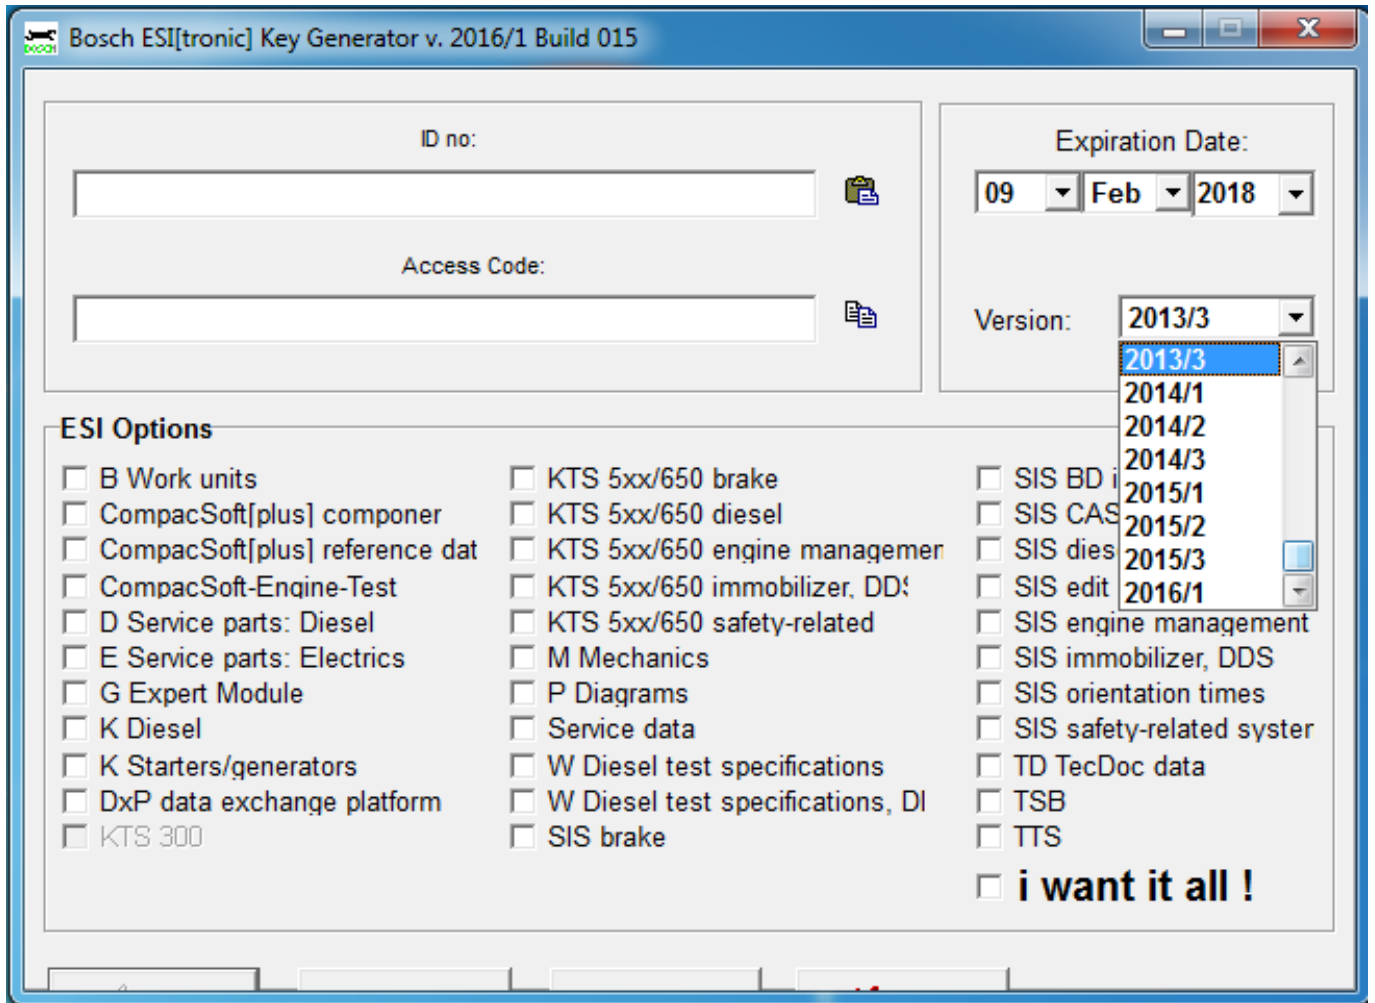 Bosch ESI[tronic] Key Generator v. 2016/1 Build 015
ID no:
Access Code:
Expiration Date:
09 Feb 2018
Version: 2013/3
2013/3
2014/1
2014/2
2014/3
2015/1
2015/2
2015/3
2016/1
ESI Options
B Work units
CompacSoft[plus] componer
CompacSoft[plus] reference dat
CompacSoft-Engine-Test
D Service parts: Diesel
E Service parts: Electrics
G Expert Module
K Diesel
K Starters/generators
DxP data exchange platform
KTS 300
KTS 5xx/650 brake
KTS 5xx/650 diesel
KTS 5xx/650 engine managemen
KTS 5xx/650 immobilizer, DDS
KTS 5xx/650 safety-related
M Mechanics
P Diagrams
Service data
W Diesel test specifications
W Diesel test specifications, DI
SIS brake
SIS BD i
SIS CAS
SIS dies
SIS edit
SIS engine management
SIS immobilizer, DDS
SIS orientation times
SIS safety-related syster
TD TecDoc data
TSB
TTS
i want it all !